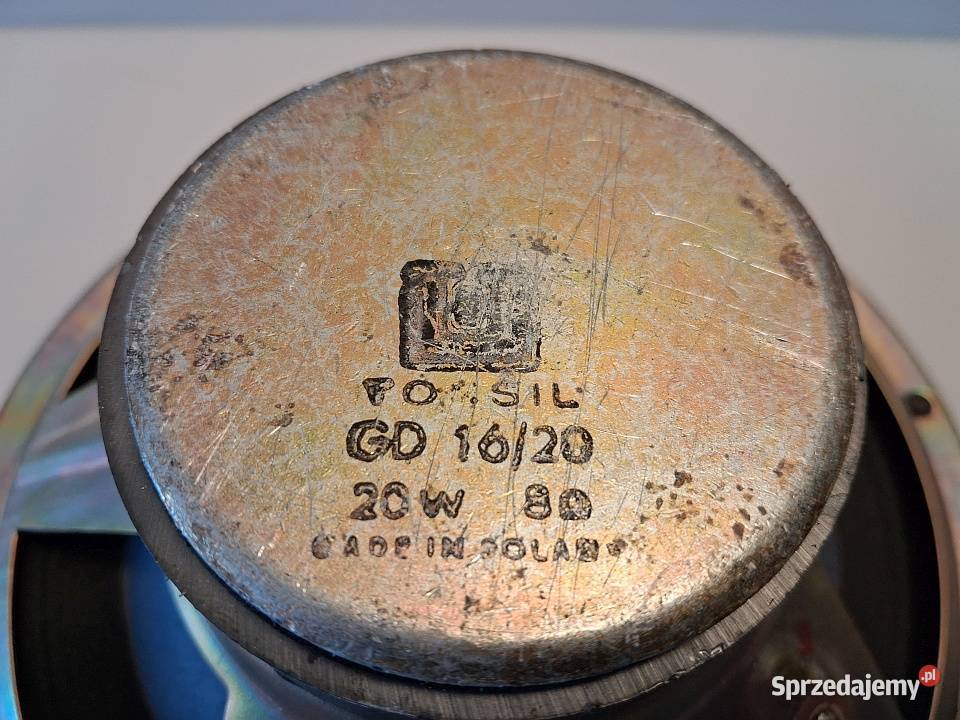 TONSIL
GD 16/20
20W 8Ω
MADE IN POLAND
Sprzedajemy.pl